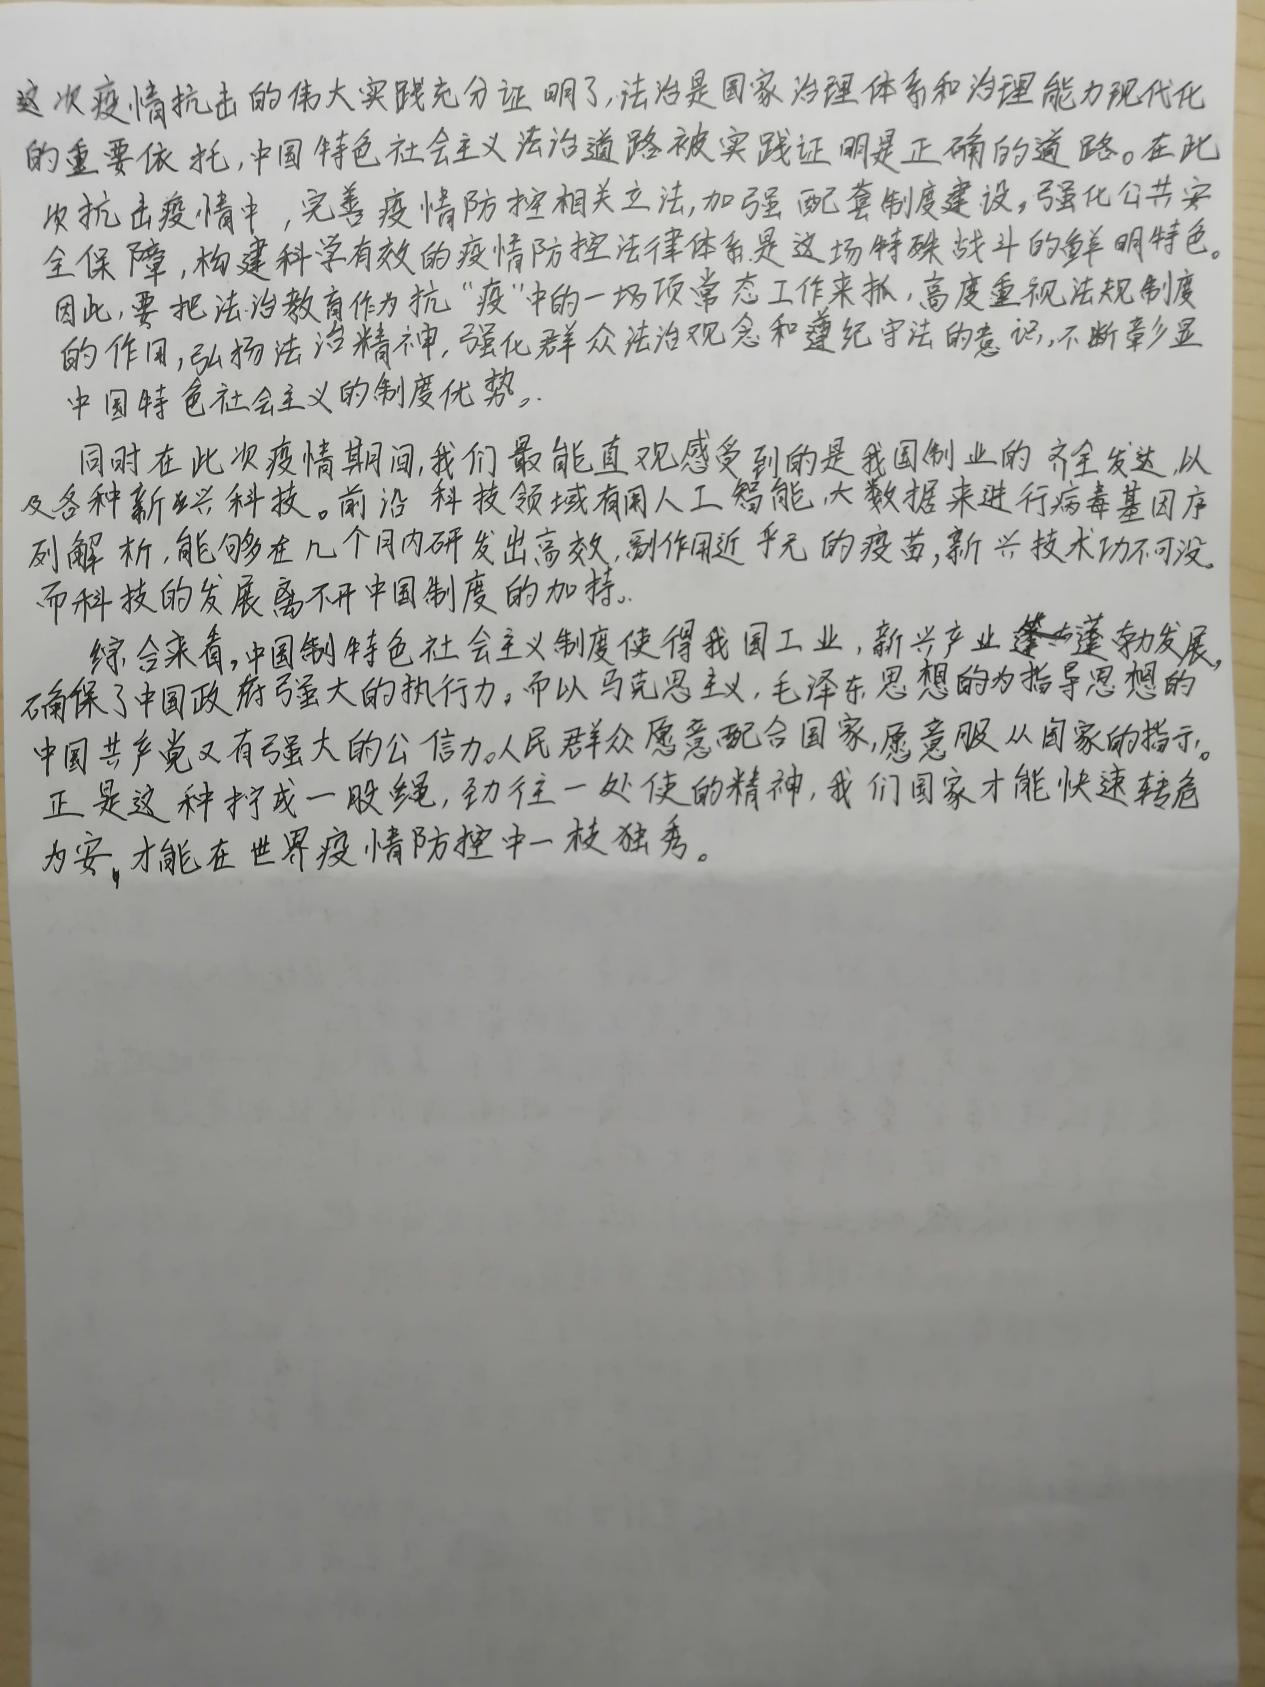 这次疫情抗击的伟大实践充分证明了,法治是国家治理体系和治理能力现代化
的重要依托,中国特色社会主义法治道路被实践证明是正确的道路。在此
次抗击疫情中,完善疫情防控相关立法,加强配套制度建设。强化公共安
全保障,构建科学有效的疫情防控法律体系是这场特殊战斗的鲜明特色。
因此,要把法治教育作为抗“疫”中的一场项常态工作来抓,高度重视法规制度
的作用,弘扬法治精神,强化群众法治观念和遵纪守法的意识,不断彰显
中国特色社会主义的制度优势。
同时在此次疫情期间,我们最能直观感受到的是我国制业的齐全发达,以
及各种新兴科技。前沿科技领域有用人工智能,大数据来进行病毒基因序
列解析,能够在几个月内研发出高效,副作用近乎无的疫苗,新兴技术功不可没。
而科技的发展离不开中国制度的加持。
综合来看,中国制特色社会主义制度使得我国工业,新兴产业蓬勃发展,
确保了中国政府强大的执行力。而以马克思主义,毛泽东思想的为指导思想的
中国共产党又有强大的公信力。人民群众愿意配合国家,愿意服从国家的指示。
正是这种拧成一股绳,劲往一处使的精神,我们国家才能快速转危
为安,才能在世界疫情防控中一枝独秀。